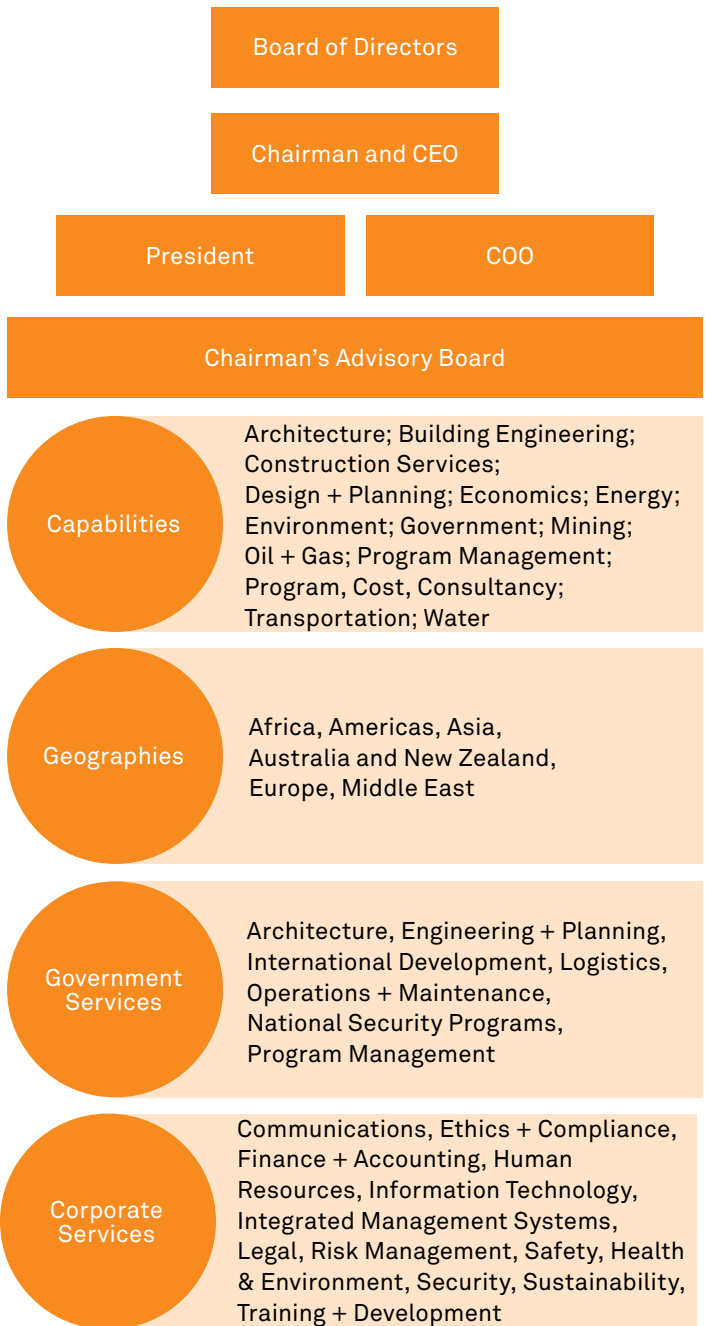 Board of Directors
Chairman and CEO
President
COO
Chairman’s Advisory Board
Capabilities
Architecture; Building Engineering;
Construction Services;
Design + Planning; Economics; Energy;
Environment; Government; Mining;
Oil + Gas; Program Management;
Program, Cost, Consultancy;
Transportation; Water
Geographies
Africa, Americas, Asia,
Australia and New Zealand,
Europe, Middle East
Government
Services
Architecture, Engineering + Planning,
International Development, Logistics,
Operations + Maintenance,
National Security Programs,
Program Management
Corporate
Services
Communications, Ethics + Compliance,
Finance + Accounting, Human
Resources, Information Technology,
Integrated Management Systems,
Legal, Risk Management, Safety, Health
& Environment, Security, Sustainability,
Training + Development